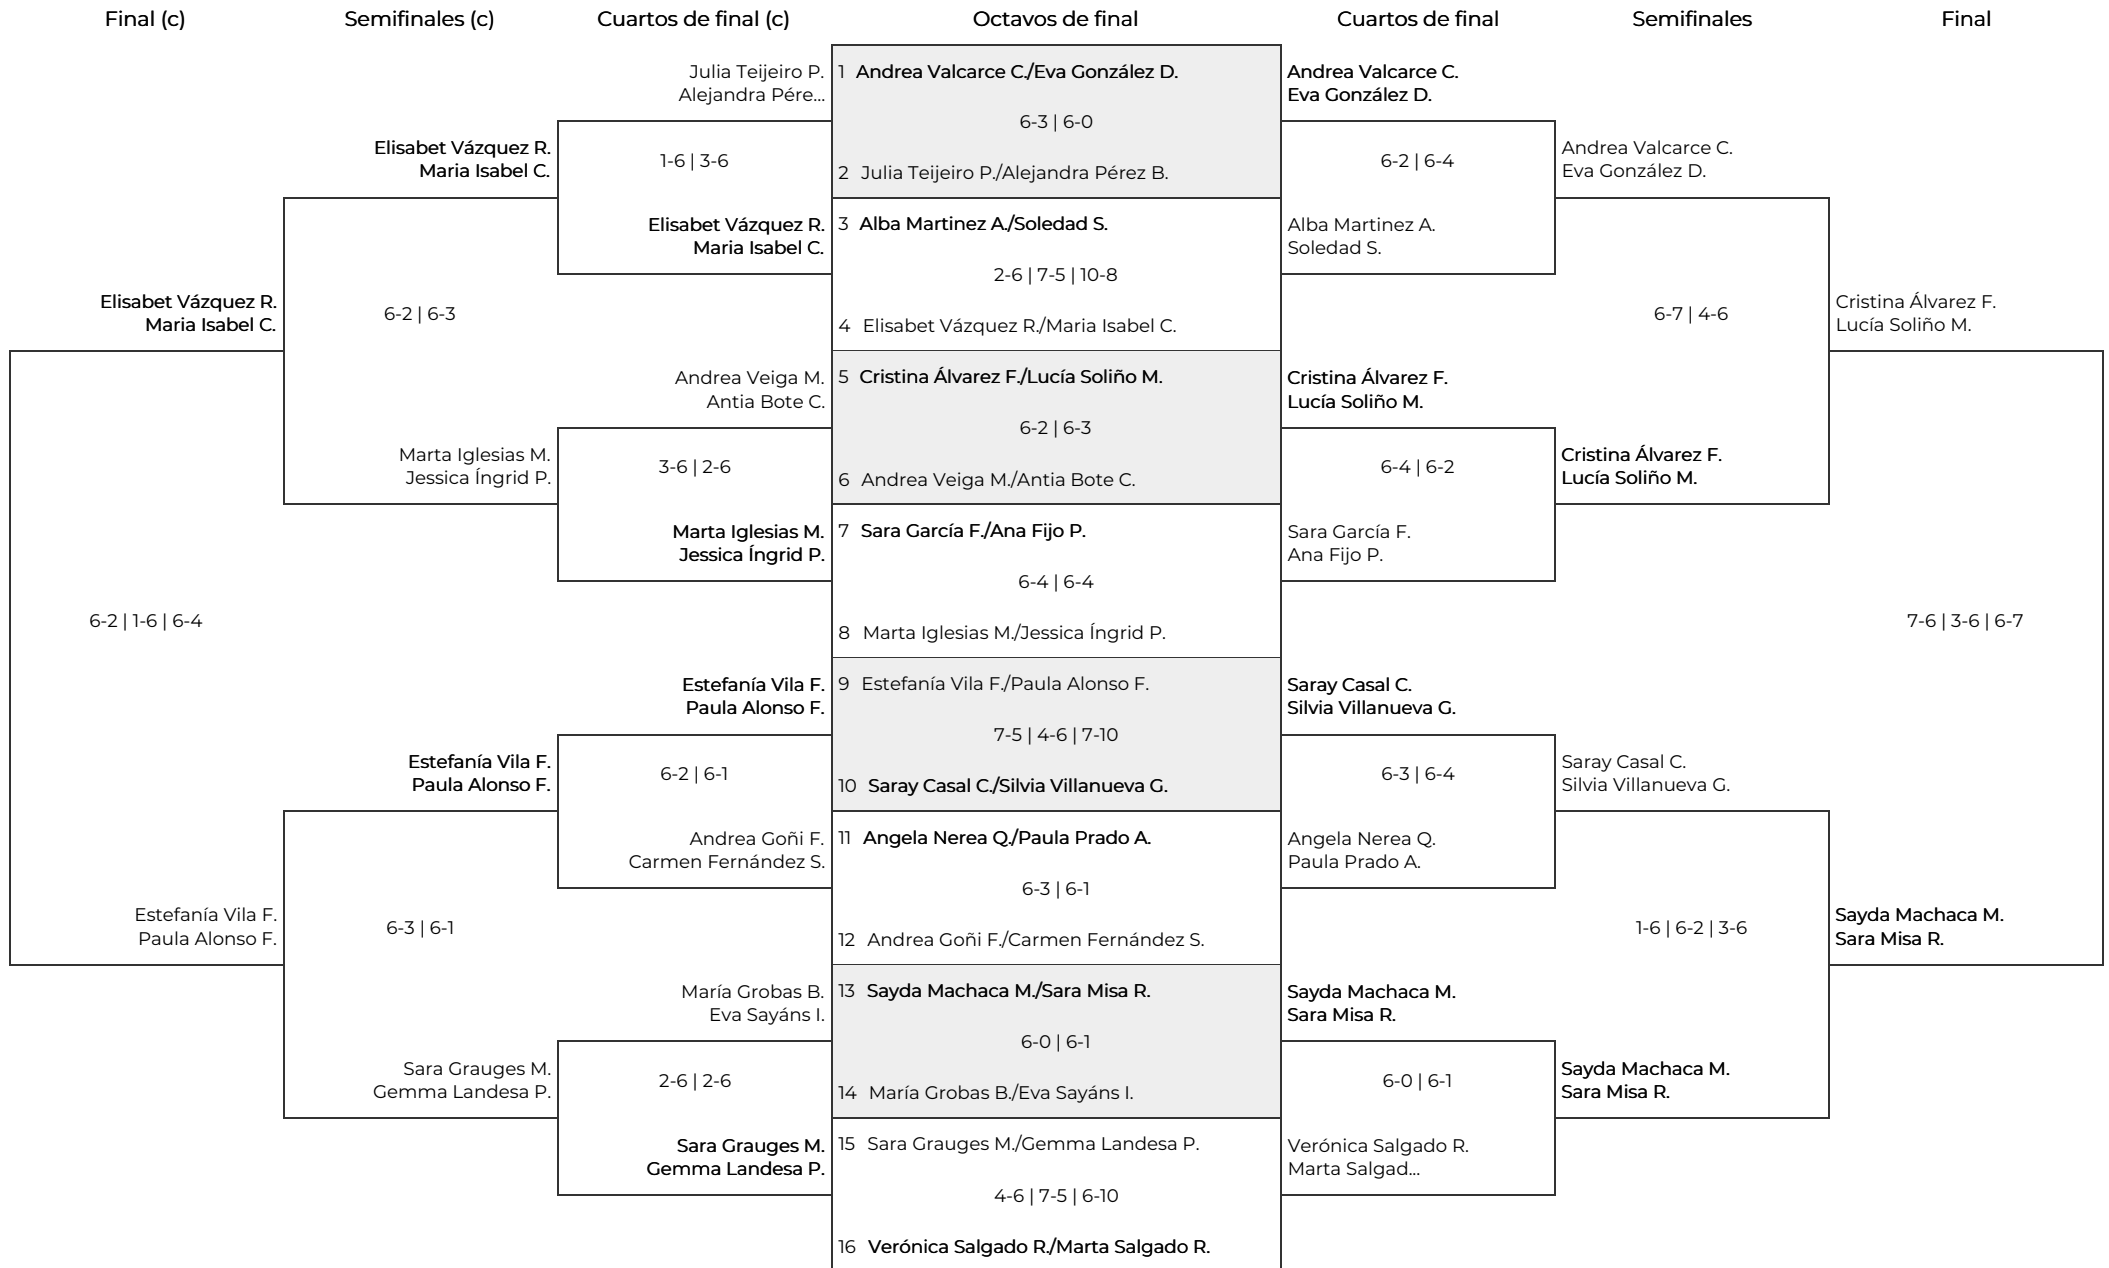 Final (c)
Semifinales (c)
Cuartos de final (c)
Octavos de final
Cuartos de final
Semifinales
Final
Elisabet Vázquez R.
Maria Isabel C.
6-2 | 1-6 | 6-4
Estefanía Vila F.
Paula Alonso F.
Elisabet Vázquez R.
Maria Isabel C.
6-2 | 6-3
Marta Iglesias M.
Jessica Íngrid P.
Estefanía Vila F.
Paula Alonso F.
6-3 | 6-1
Sara Grauges M.
Gemma Landesa P.
Julia Teijeiro P.
Alejandra Pére...
1-6 | 3-6
Elisabet Vázquez R.
Maria Isabel C.
Andrea Veiga M.
Antia Bote C.
3-6 | 2-6
Marta Iglesias M.
Jessica Íngrid P.
Estefanía Vila F.
Paula Alonso F.
6-2 | 6-1
Andrea Goñi F.
Carmen Fernández S.
María Grobas B.
Eva Sayáns I.
2-6 | 2-6
Sara Grauges M.
Gemma Landesa P.
1 Andrea Valcarce C./Eva González D.
6-3 | 6-0
2 Julia Teijeiro P./Alejandra Pérez B.
3 Alba Martinez A./Soledad S.
2-6 | 7-5 | 10-8
4 Elisabet Vázquez R./Maria Isabel C.
5 Cristina Álvarez F./Lucía Soliño M.
6-2 | 6-3
6 Andrea Veiga M./Antia Bote C.
7 Sara García F./Ana Fijo P.
6-4 | 6-4
8 Marta Iglesias M./Jessica Íngrid P.
9 Estefanía Vila F./Paula Alonso F.
7-5 | 4-6 | 7-10
10 Saray Casal C./Silvia Villanueva G.
11 Angela Nerea Q./Paula Prado A.
6-3 | 6-1
12 Andrea Goñi F./Carmen Fernández S.
13 Sayda Machaca M./Sara Misa R.
6-0 | 6-1
14 María Grobas B./Eva Sayáns I.
15 Sara Grauges M./Gemma Landesa P.
4-6 | 7-5 | 6-10
16 Verónica Salgado R./Marta Salgado R.
Andrea Valcarce C.
Eva González D.
6-2 | 6-4
Alba Martinez A.
Soledad S.
Cristina Álvarez F.
Lucía Soliño M.
6-4 | 6-2
Sara García F.
Ana Fijo P.
Saray Casal C.
Silvia Villanueva G.
6-3 | 6-4
Angela Nerea Q.
Paula Prado A.
Sayda Machaca M.
Sara Misa R.
6-0 | 6-1
Verónica Salgado R.
Marta Salgad...
Andrea Valcarce C.
Eva González D.
6-7 | 4-6
Cristina Álvarez F.
Lucía Soliño M.
Saray Casal C.
Silvia Villanueva G.
1-6 | 6-2 | 3-6
Sayda Machaca M.
Sara Misa R.
Cristina Álvarez F.
Lucía Soliño M.
7-6 | 3-6 | 6-7
Sayda Machaca M.
Sara Misa R.